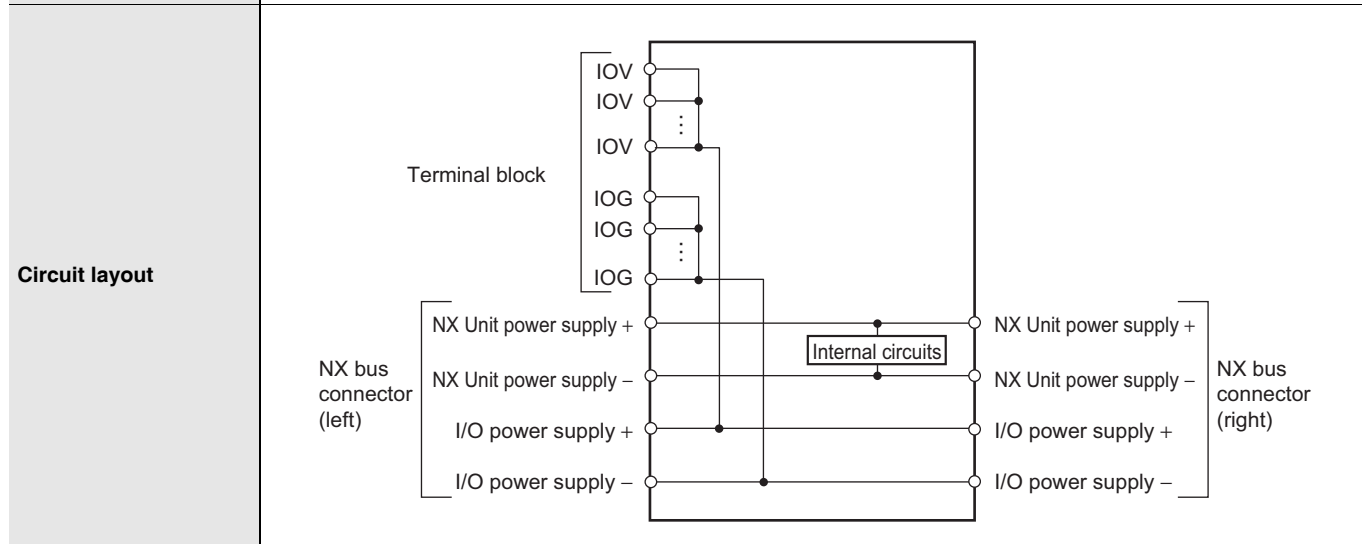 Circuit layout
Terminal block
IOV
IOV
⋮
IOV
IOG
IOG
⋮
IOG
NX bus
connector
(left)
NX Unit power supply +
NX Unit power supply −
I/O power supply +
I/O power supply −
Internal circuits
NX Unit power supply +
NX Unit power supply −
I/O power supply +
I/O power supply −
NX bus
connector
(right)